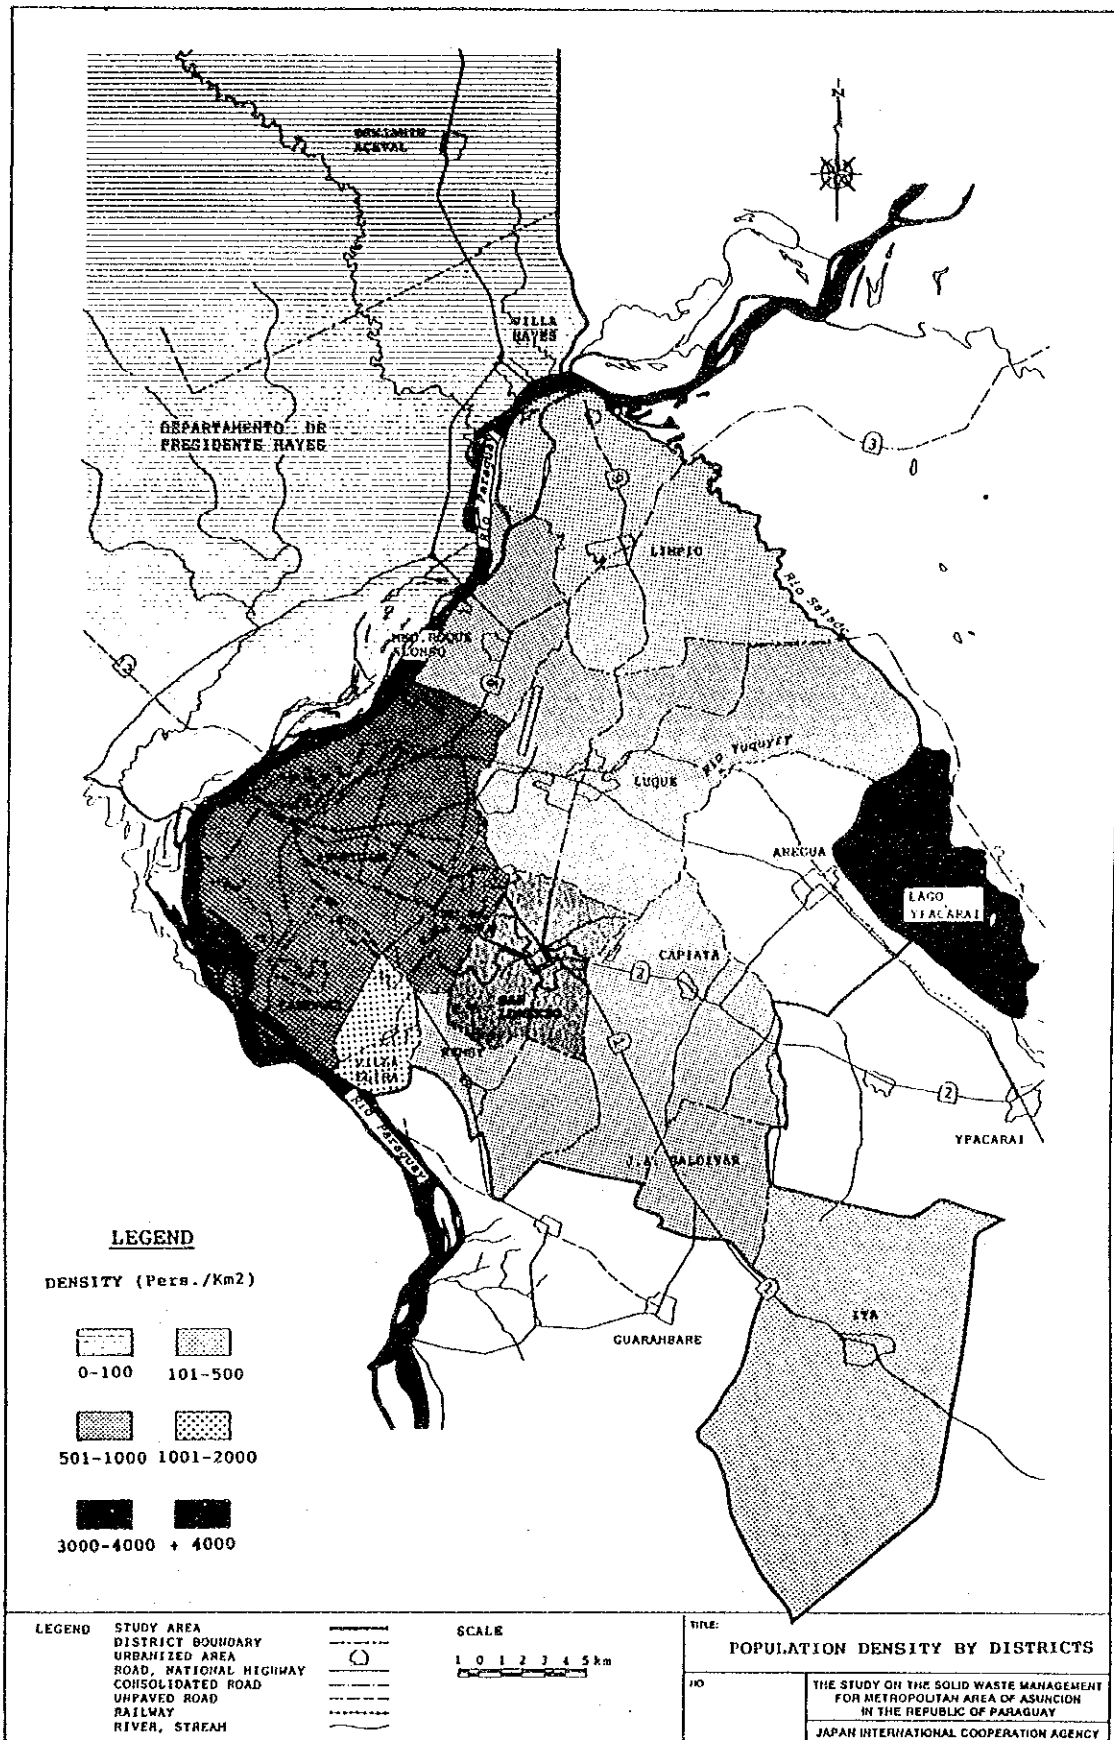 N
BENJAMIN
ACEVAL
VILLA
HAYES
DEPARTAMENTO DE
PRESIDENTE HAYES
Rio Paraguay
3
9
LIMPIO
Rio Salado
ROQUE
ALONSO
9
LUQUE
RIO Yuquyry
AREGUA
LAGO
YPACARAI
CAPIATA
2
SAN
LORENZO
1
VILLA
Rio Paraguay
2
YPACARAI
J.A. SALDIVAR
1
ITA
GUARAMBARE
LEGEND
DENSITY (Pers./Km2)
0-100 101-500
501-1000 1001-2000
3000-4000 + 4000
LEGEND
STUDY AREA
DISTRICT BOUNDARY
URBANIZED AREA
ROAD, NATIONAL HIGHWAY
CONSOLIDATED ROAD
UNPAVED ROAD
RAILWAY
RIVER, STREAM
SCALE
1 0 1 2 3 4 5 km
TITLE:
POPULATION DENSITY BY DISTRICTS
NO
THE STUDY ON THE SOLID WASTE MANAGEMENT
FOR METROPOLITAN AREA OF ASUNCION
IN THE REPUBLIC OF PARAGUAY
JAPAN INTERNATIONAL COOPERATION AGENCY